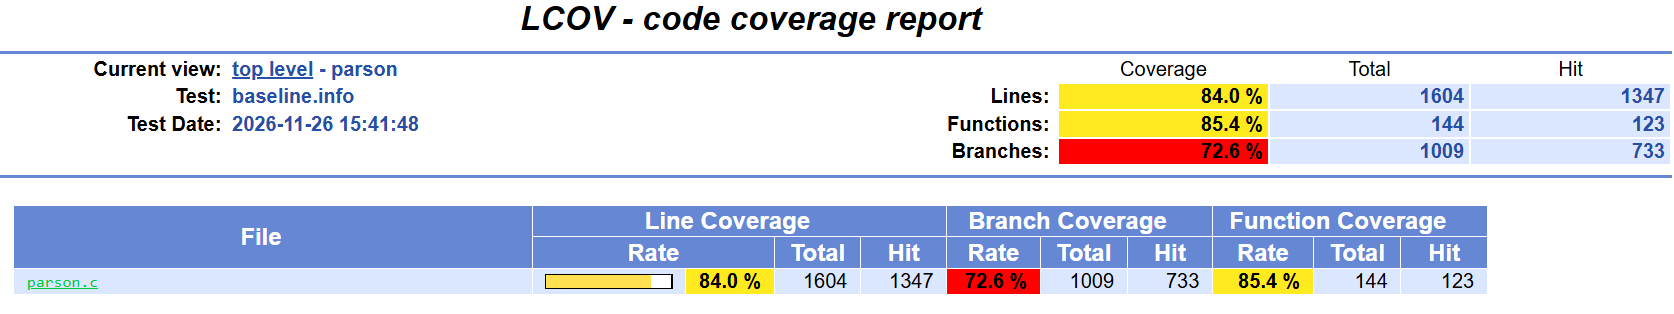 LCOV - code coverage report
Current view: top level - parson Coverage Total Hit
Test: baseline.info Lines: 84.0 % 1604 1347
Test Date: 2026-11-26 15:41:48 Functions: 85.4 % 144 123
Branches: 72.6 % 1009 733
File Line Coverage Branch Coverage Function Coverage
Rate Total Hit Rate Total Hit Rate Total Hit
parson.c 84.0 % 1604 1347 72.6 % 1009 733 85.4 % 144 123